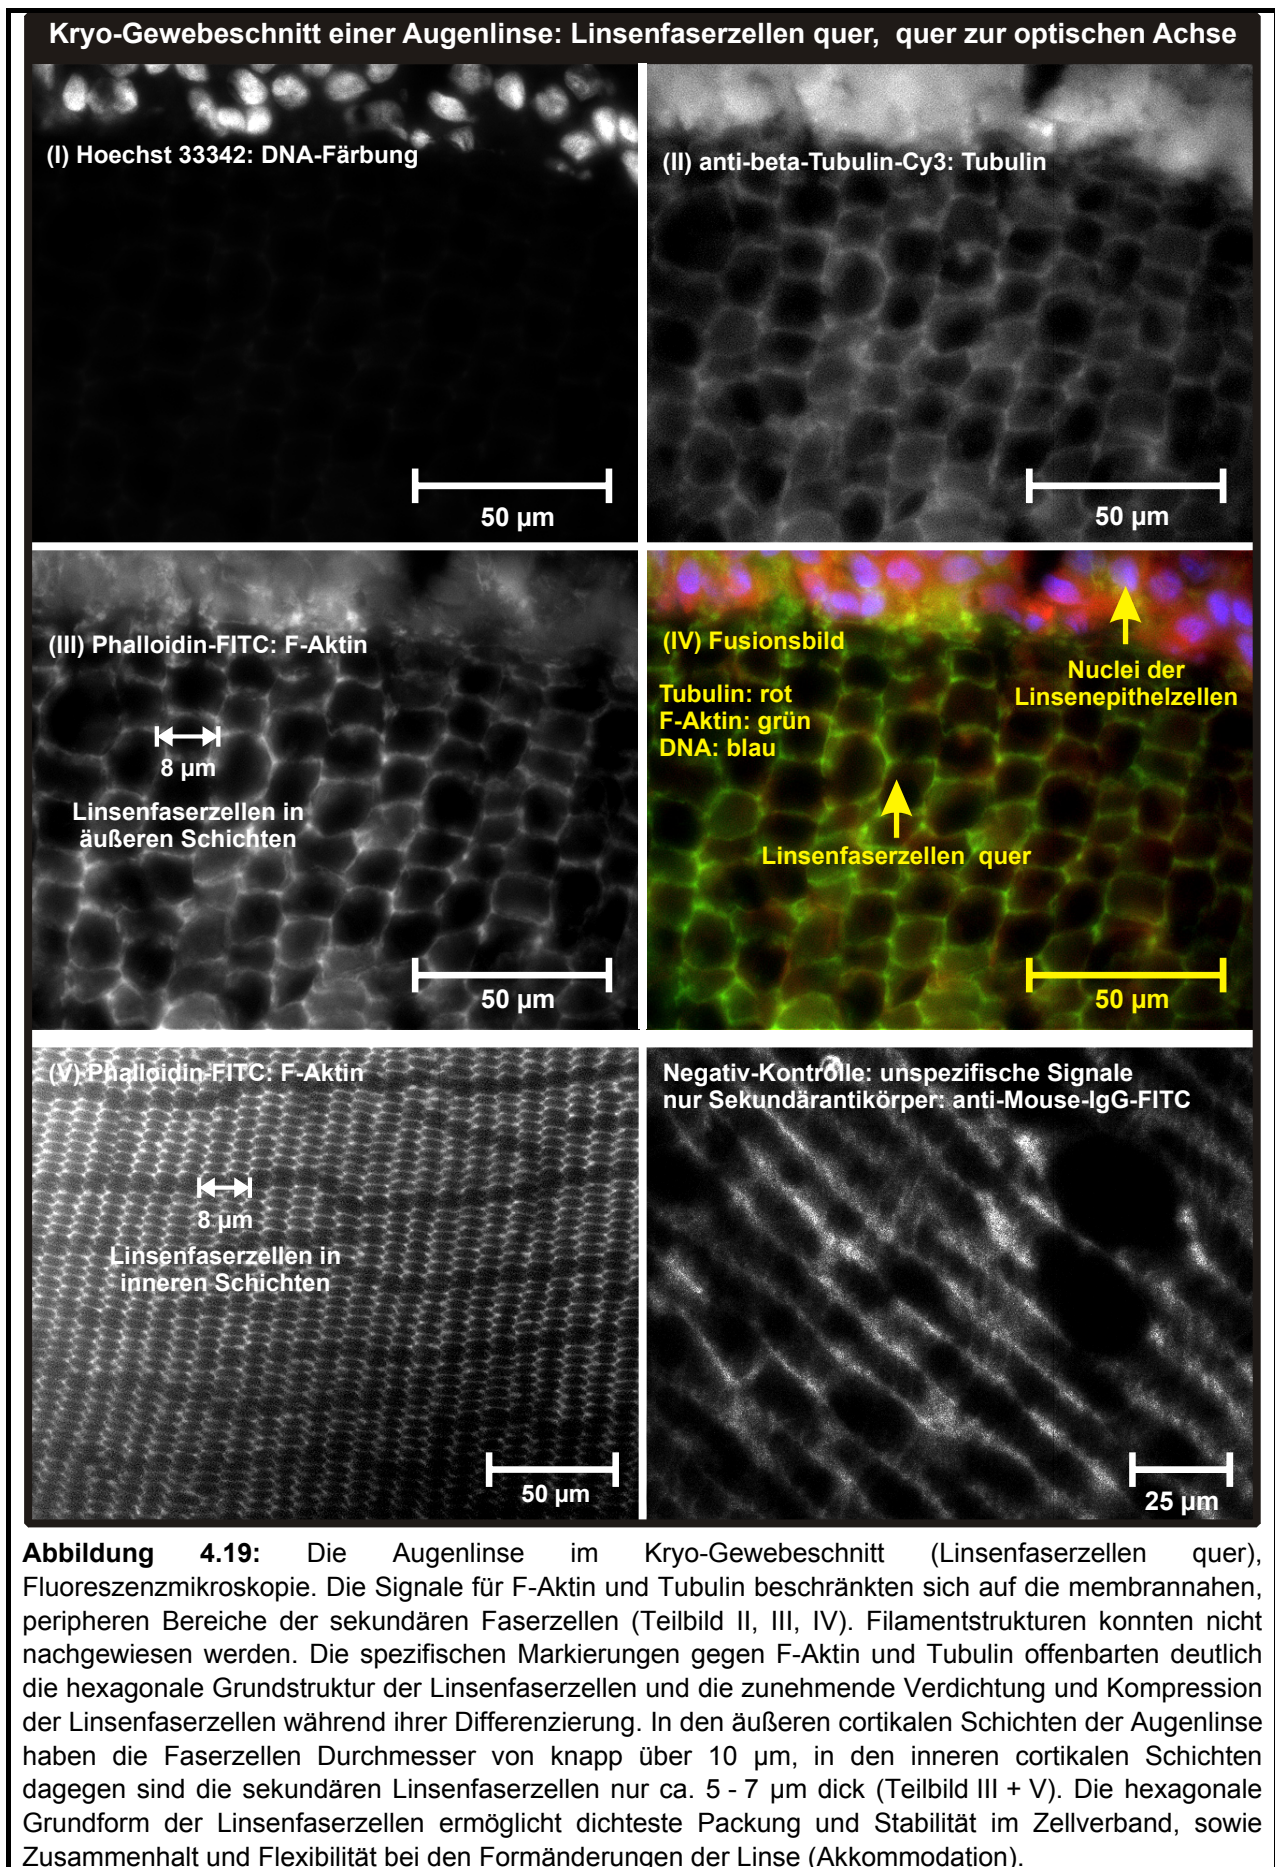 Kryo-Gewebeschnitt einer Augenlinse: Linsenfaserzellen quer,  quer zur optischen Achse
(I) Hoechst 33342: DNA-Färbung
50 µm
(II) anti-beta-Tubulin-Cy3: Tubulin
50 µm
(III) Phalloidin-FITC: F-Aktin
8 µm
Linsenfaserzellen in
äußeren Schichten
50 µm
(IV) Fusionsbild
Tubulin: rot
F-Aktin: grün
DNA: blau
Nuclei der
Linsenepithelzellen
Linsenfaserzellen  quer
50 µm
(V) Phalloidin-FITC: F-Aktin
8 µm
Linsenfaserzellen in
inneren Schichten
50 µm
Negativ-Kontrolle: unspezifische Signale
nur Sekundärantikörper: anti-Mouse-IgG-FITC
25 µm
Abbildung 4.19: Die Augenlinse im Kryo-Gewebeschnitt (Linsenfaserzellen quer),
Fluoreszenzmikroskopie. Die Signale für F-Aktin und Tubulin beschränkten sich auf die membrannahen,
peripheren Bereiche der sekundären Faserzellen (Teilbild II, III, IV). Filamentstrukturen konnten nicht
nachgewiesen werden. Die spezifischen Markierungen gegen F-Aktin und Tubulin offenbarten deutlich
die hexagonale Grundstruktur der Linsenfaserzellen und die zunehmende Verdichtung und Kompression
der Linsenfaserzellen während ihrer Differenzierung. In den äußeren cortikalen Schichten der Augenlinse
haben die Faserzellen Durchmesser von knapp über 10 µm, in den inneren cortikalen Schichten
dagegen sind die sekundären Linsenfaserzellen nur ca. 5 - 7 µm dick (Teilbild III + V). Die hexagonale
Grundform der Linsenfaserzellen ermöglicht dichteste Packung und Stabilität im Zellverband, sowie
Zusammenhalt und Flexibilität bei den Formänderungen der Linse (Akkommodation).